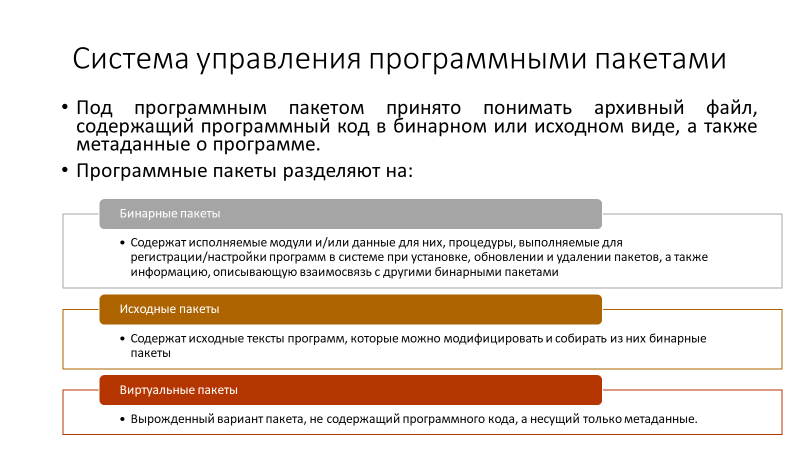 Система управления программными пакетами
• Под программным пакетом принято понимать архивный файл,
содержащий программный код в бинарном или исходном виде, а также
метаданные о программе.
• Программные пакеты разделяют на:
Бинарные пакеты
• Содержат исполняемые модули и/или данные для них, процедуры, выполняемые для
регистрации/настройки программ в системе при установке, обновлении и удалении пакетов, а также
информацию, описывающую взаимосвязь с другими бинарными пакетами
Исходные пакеты
• Содержат исходные тексты программ, которые можно модифицировать и собирать из них бинарные
пакеты
Виртуальные пакеты
• Вырожденный вариант пакета, не содержащий программного кода, а несущий только метаданные.